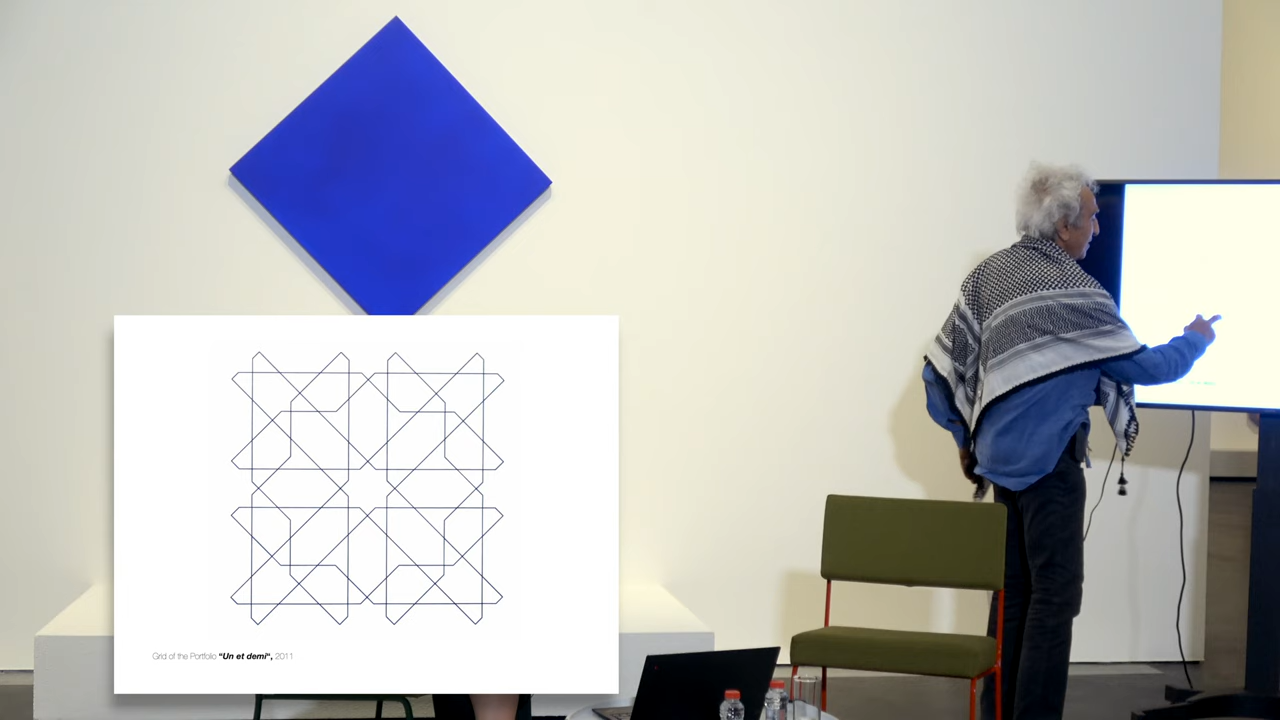 Grid of the Portfolio "Un et demi", 2011